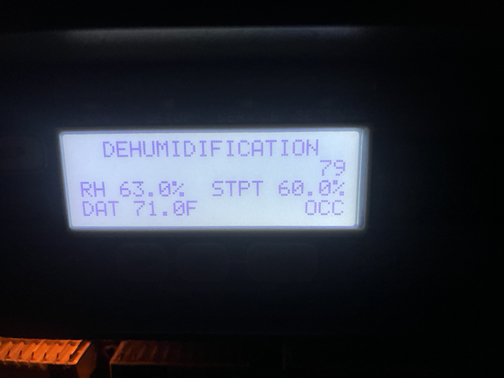 DEHUMIDIFICATION
79
RH 63.0% STPT 60.0%
DAT 71.0F OCC